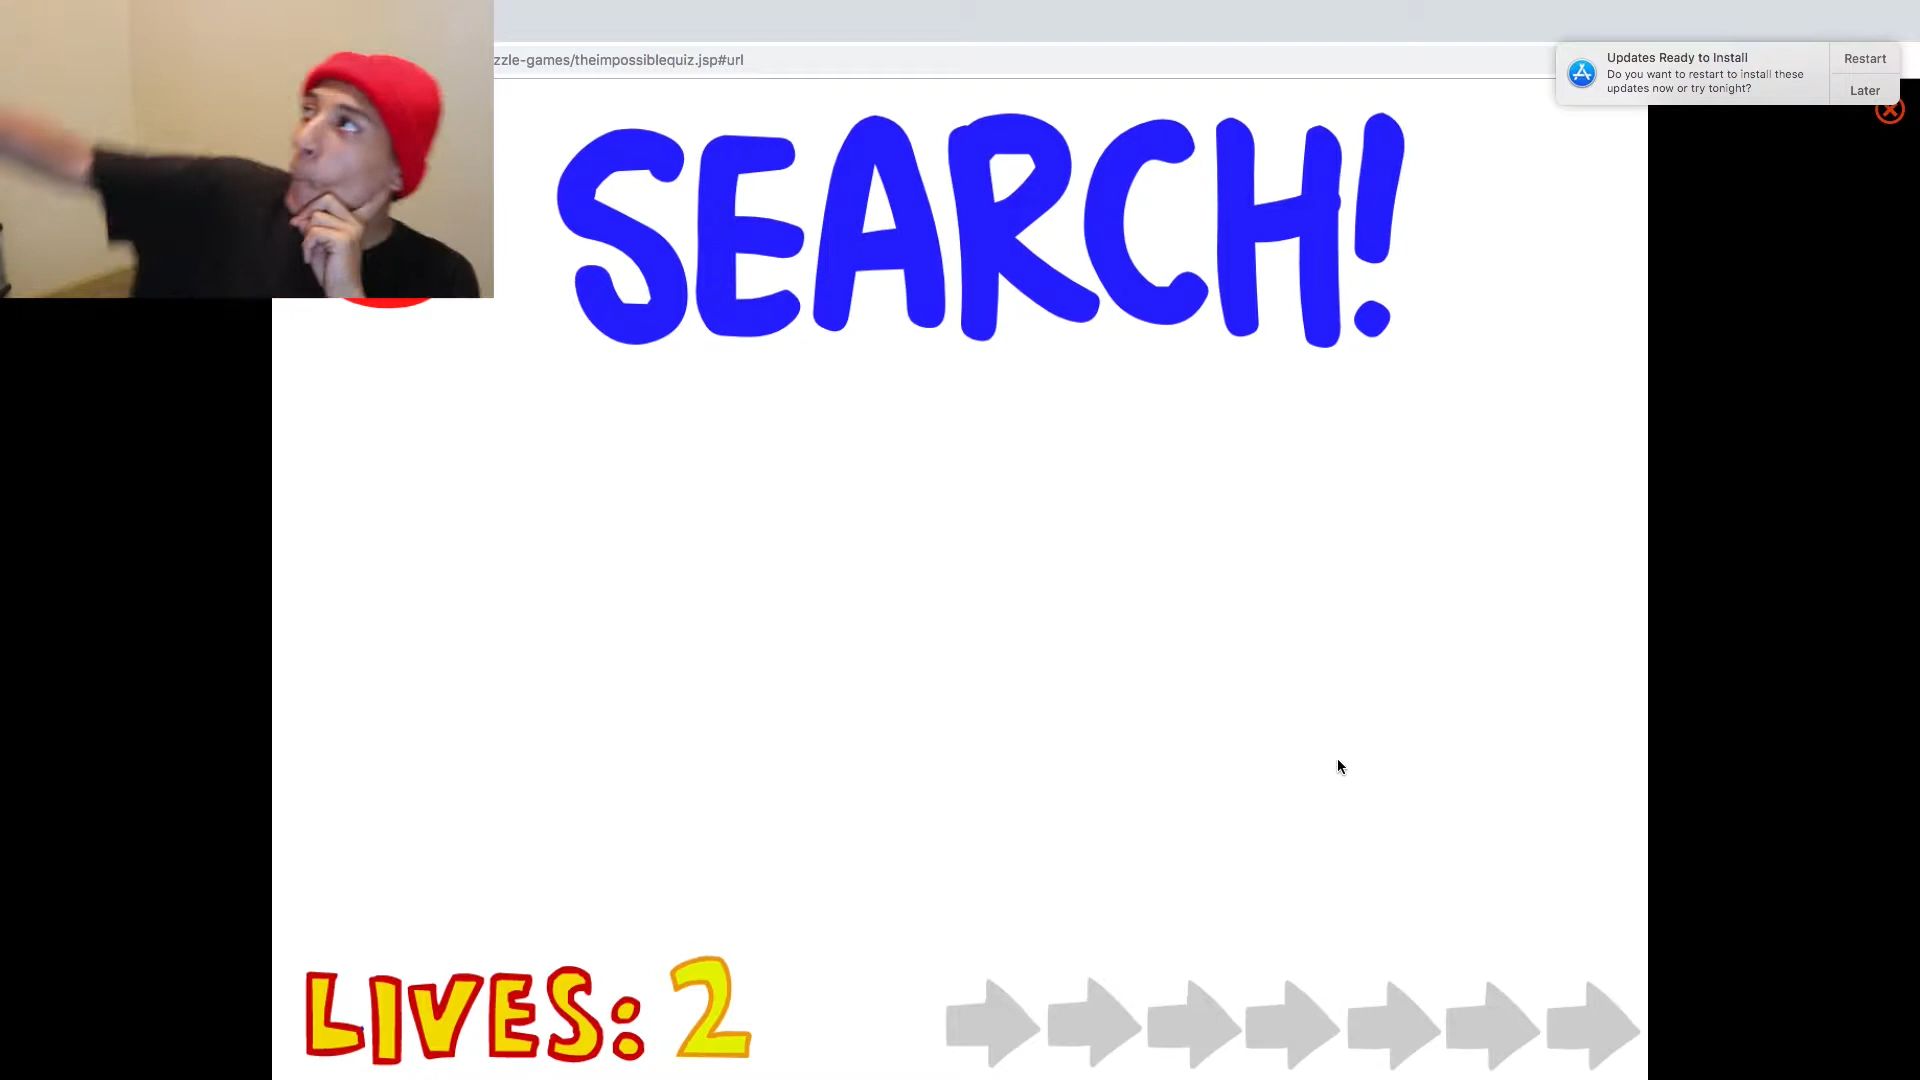 zzle-games/theimpossiblequiz.jsp#url
Updates Ready to Install
Do you want to restart to install these
updates now or try tonight?
Restart
Later
SEARCH!
LIVES: 2